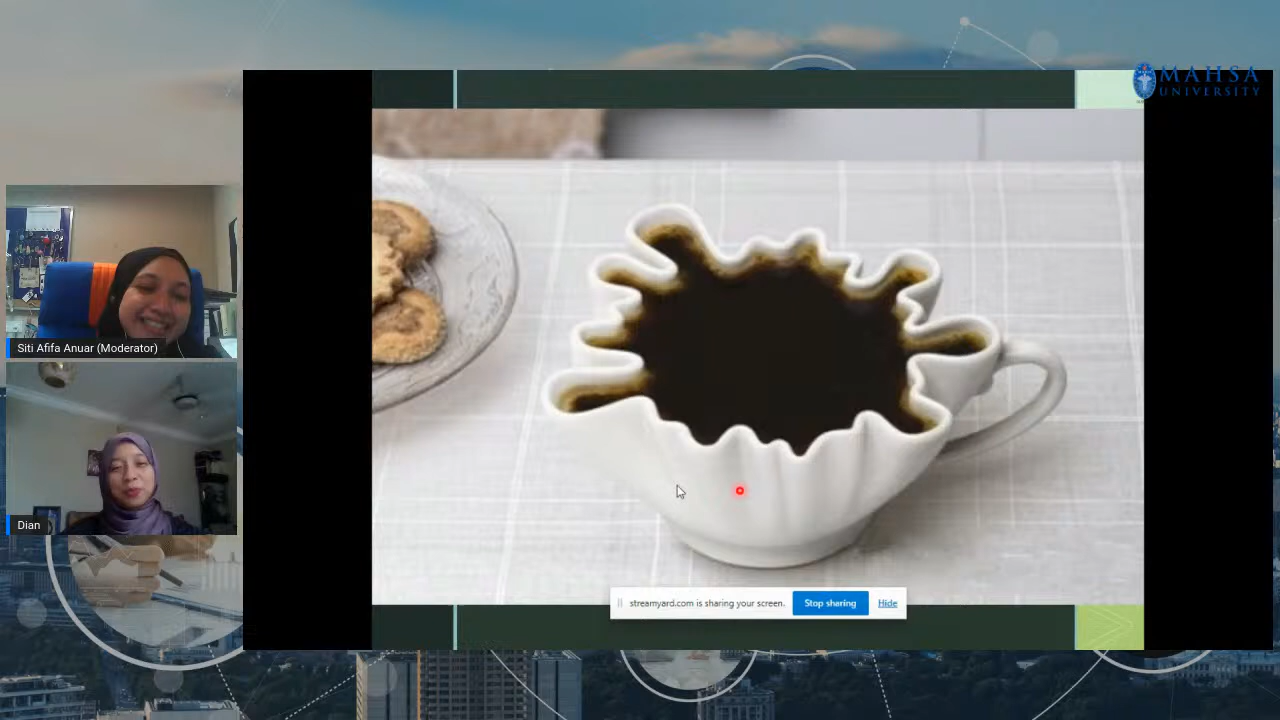 MAHSA
UNIVERSITY
Siti Afifa Anuar (Moderator)
Dian
streamyard.com is sharing your screen.
Stop sharing
Hide